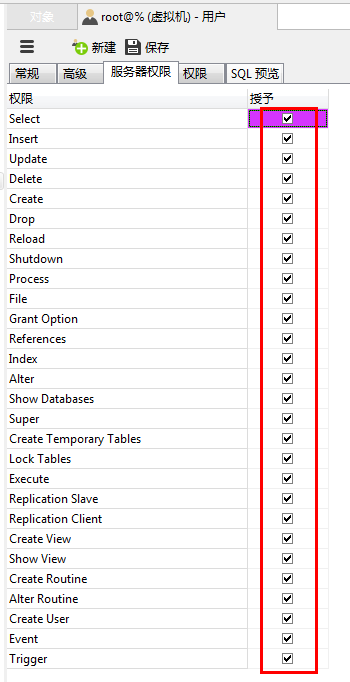 对象 root@% (虚拟机) - 用户
新建 保存
常规 高级 服务器权限 权限 SQL 预览
权限 授予
Select
Insert
Update
Delete
Create
Drop
Reload
Shutdown
Process
File
Grant Option
References
Index
Alter
Show Databases
Super
Create Temporary Tables
Lock Tables
Execute
Replication Slave
Replication Client
Create View
Show View
Create Routine
Alter Routine
Create User
Event
Trigger